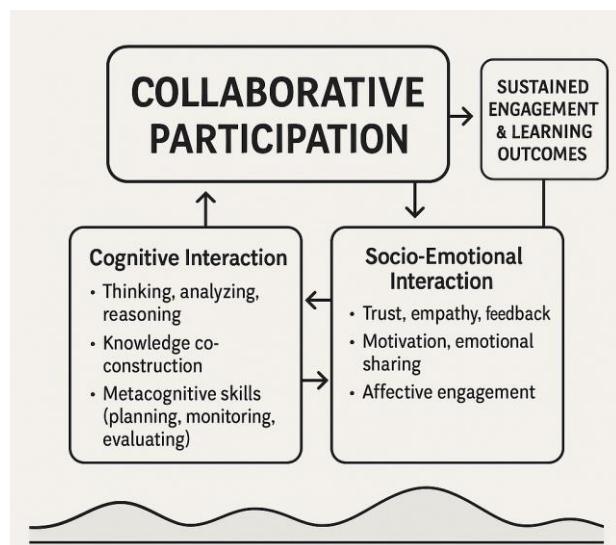 COLLABORATIVE
PARTICIPATION
SUSTAINED
ENGAGEMENT
& LEARNING
OUTCOMES
Cognitive Interaction
• Thinking, analyzing,
reasoning
• Knowledge co-
construction
• Metacognitive skills
(planning, monitoring,
evaluating)
Socio-Emotional
Interaction
• Trust, empathy, feedback
• Motivation, emotional
sharing
• Affective engagement